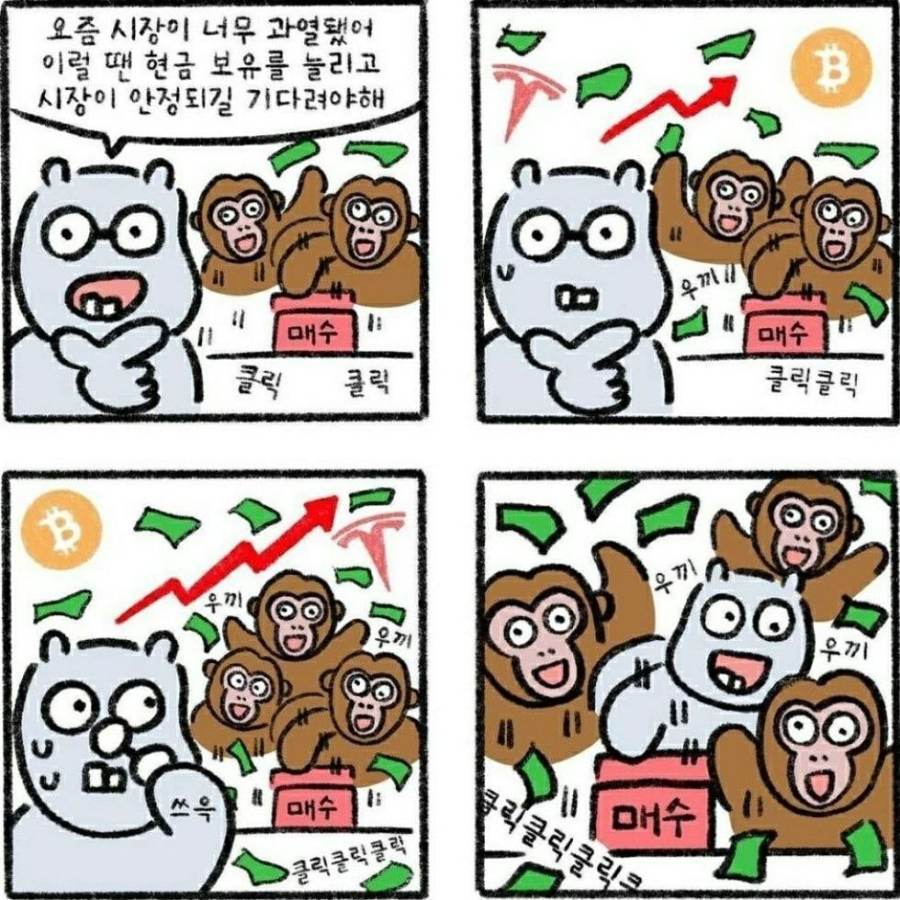 요즘 시장이 너무 과열됐어
이럴 땐 현금 보유를 늘리고
시장이 안정되길 기다려야해
매수
클릭 클릭
B
우끼
매수
클릭클릭
B
우끼
우끼
쓰윽
매수
클릭클릭클릭
우끼
우끼
매수
클릭클릭클릭ㅋ